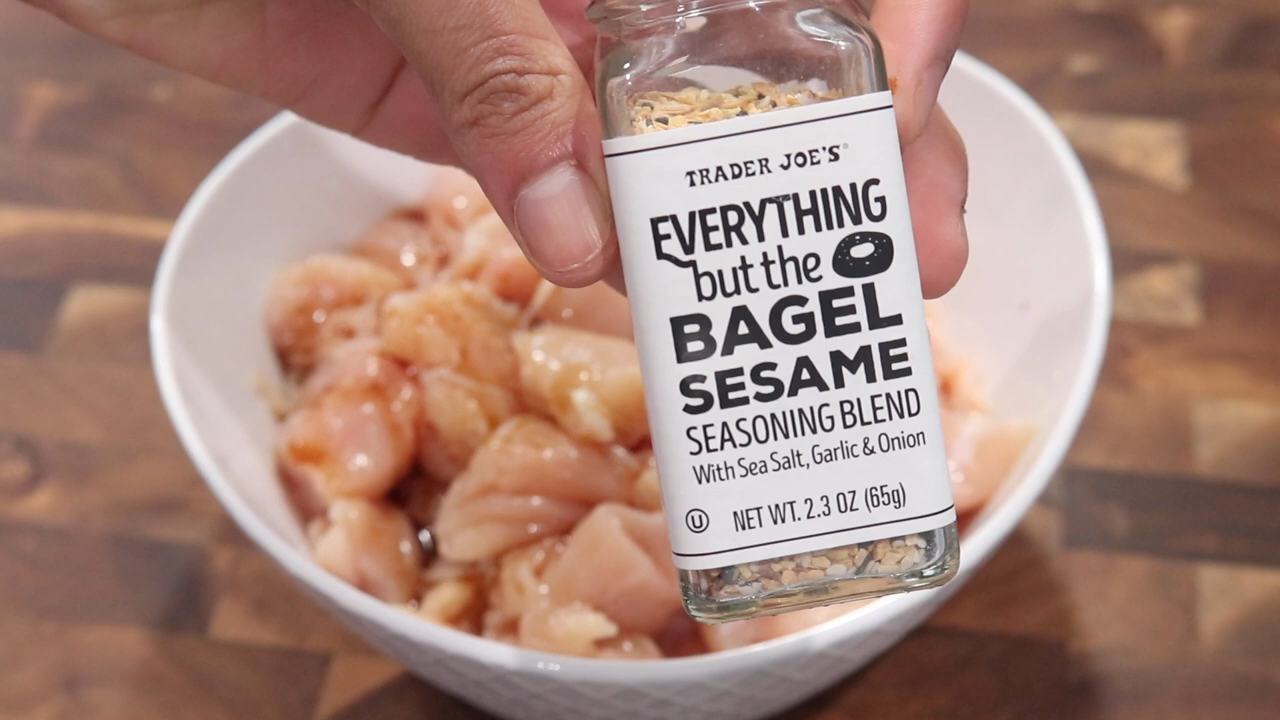 TRADER JOE'S®
EVERYTHING
but the
BAGEL
SESAME
SEASONING BLEND
With Sea Salt, Garlic & Onion
U
NET WT. 2.3 OZ (65g)